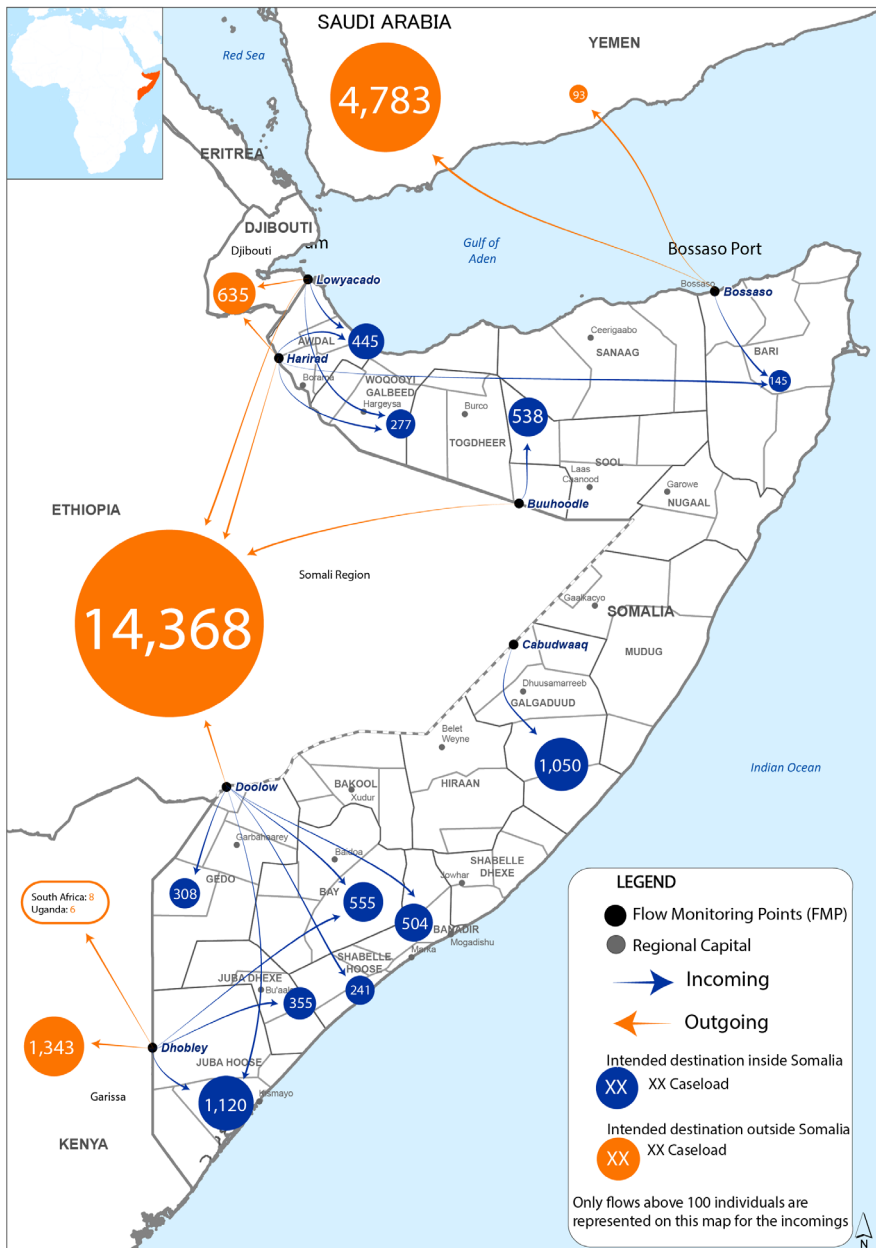 SAUDI ARABIA
YEMEN
Red Sea
4,783
93
ERITREA
DJIBOUTI
Djibouti
um
Gulf of
Aden
Bossaso Port
Lowyacado
Bossaso
Bossaso
635
445
AWDAL
Ceerigaabo
SANAAG
BARI
Harirad
Borama
WOQOOYI
GALBEED
Hargeysa
145
277
Burco
538
TOGDHEER
SOOL
Laas
Caanood
Garowe
NUGAAL
Buuhoodle
ETHIOPIA
Somali Region
14,368
Gaalkacyo
SOMALIA
Cabudwaaq
MUDUG
Dhuusamarreeb
GALGADUUD
Belet
Weyne
1,050
Indian Ocean
Doolow
BAKOOL
Xudur
HIRAAN
Garbahaarey
Baidoa
GEDO
308
BAY
555
504
Jowhar
SHABELLE
DHEXE
BANADIR
Mogadishu
Marka
SHABELLE
HOOSE
South Africa: 8
Uganda: 6
JUBA DHEXE
Bu'aale
355
241
1,343
Dhobley
JUBA HOOSE
Garissa
1,120
Kismayo
KENYA
LEGEND
Flow Monitoring Points (FMP)
Regional Capital
Incoming
Outgoing
Intended destination inside Somalia
XX
XX Caseload
Intended destination outside Somalia
XX
XX Caseload
Only flows above 100 individuals are
represented on this map for the incomings
N